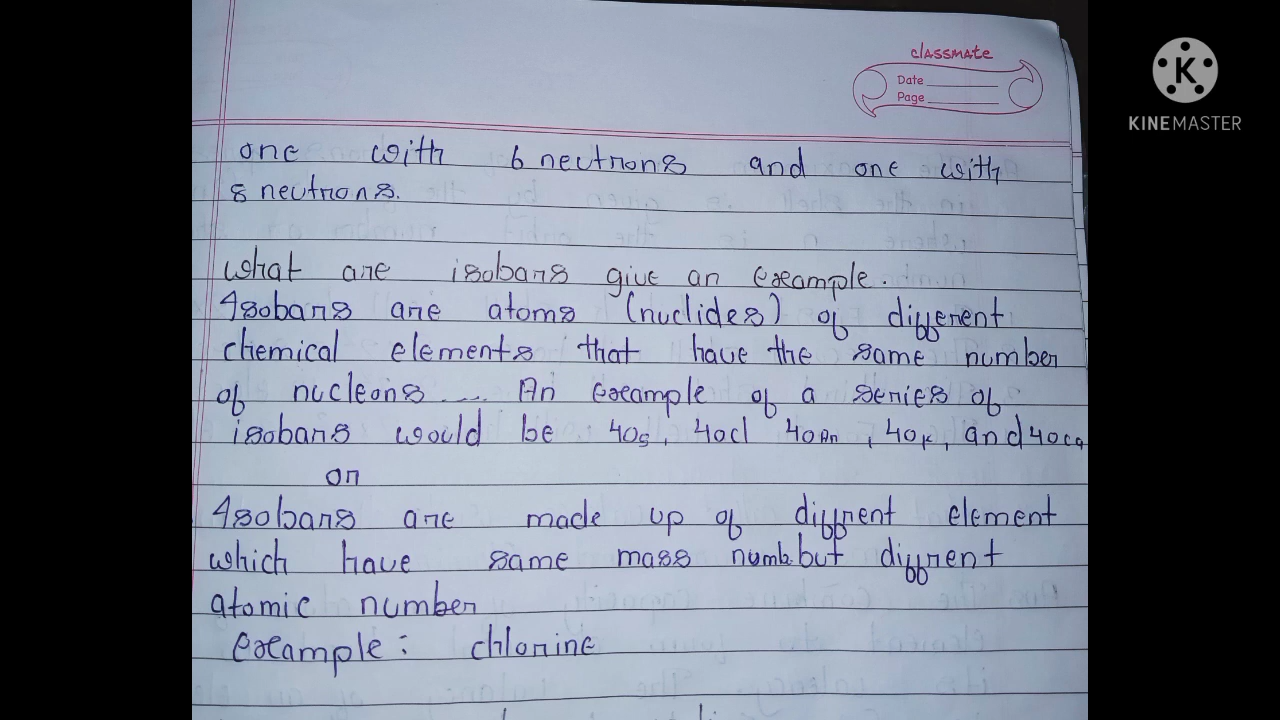 classmate
Date
Page
K
KINEMASTER
one with 6 neutrons and one with
8 neutrons.
what are isobars give an example.
Isobars are atoms (nuclides) of different
chemical elements that have the same number
of nucleons.... An example of a series of
isobars would be 40s, 40cl 40Ar, 40k, and 40ca
or
Isobars are made up of diffrent element
which have same mass numb.but diffrent
atomic number
example: chlorine